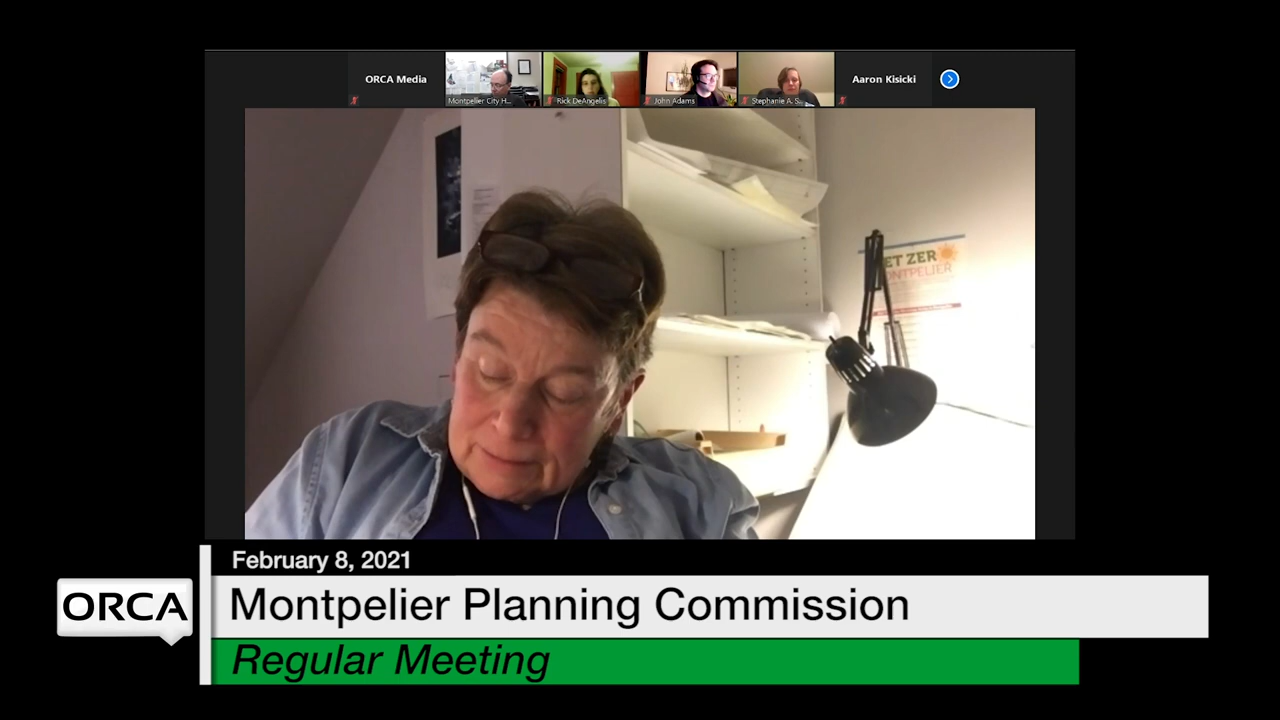 ORCA Media
Montpelier City H...
Rick DeAngelis
John Adams
Stephanie A. S...
Aaron Kisicki
ET ZER
ONTPELIER
February 8, 2021
ORCA
Montpelier Planning Commission
Regular Meeting